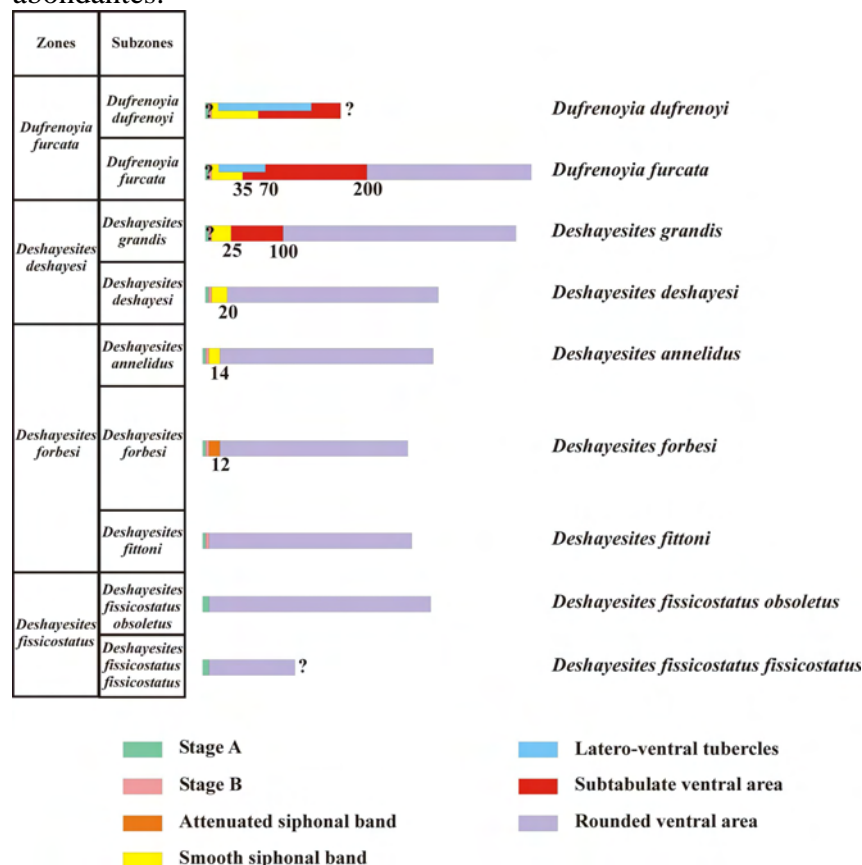 abondantes.
Zones
Subzones
Dufrenoyia
furcata
Dufrenoyia
dufrenoyi
?
?
Dufrenoyia dufrenoyi
Dufrenoyia
furcata
?
35 70 200
Dufrenoyia furcata
Deshayesites
deshayesi
Deshayesites
grandis
?
25 100
Deshayesites grandis
Deshayesites
deshayesi
20
Deshayesites deshayesi
Deshayesites
forbesi
Deshayesites
annelidus
14
Deshayesites annelidus
Deshayesites
forbesi
12
Deshayesites forbesi
Deshayesites
fittoni
Deshayesites fittoni
Deshayesites
fissicostatus
Deshayesites
fissicostatus
obsoletus
Deshayesites fissicostatus obsoletus
Deshayesites
fissicostatus
fissicostatus
?
Deshayesites fissicostatus fissicostatus
Stage A
Stage B
Attenuated siphonal band
Smooth siphonal band
Latero-ventral tubercles
Subtabulate ventral area
Rounded ventral area